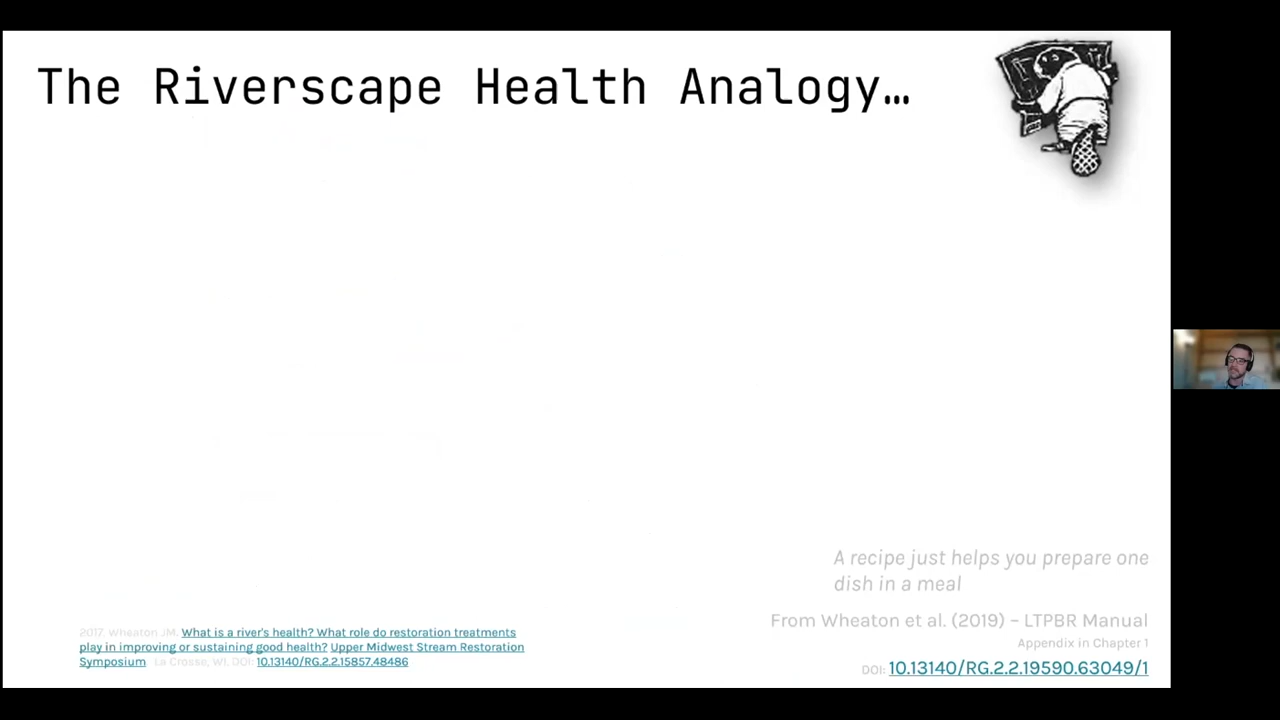 The Riverscape Health Analogy…
A recipe just helps you prepare one
dish in a meal
From Wheaton et al. (2019) – LTPBR Manual
Appendix in Chapter 1
DOI: 10.13140/RG.2.2.19590.63049/1
2017. Wheaton JM. What is a river's health? What role do restoration treatments
play in improving or sustaining good health? Upper Midwest Stream Restoration
Symposium La Crosse, WI. DOI: 10.13140/RG.2.2.15857.48486